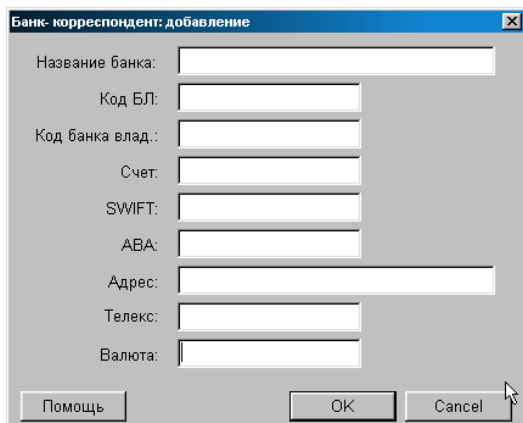 Банк- корреспондент: добавление
Название банка:
Код БЛ:
Код банка влад.:
Счет:
SWIFT:
ABA:
Адрес:
Телекс:
Валюта:
Помощь OK Cancel